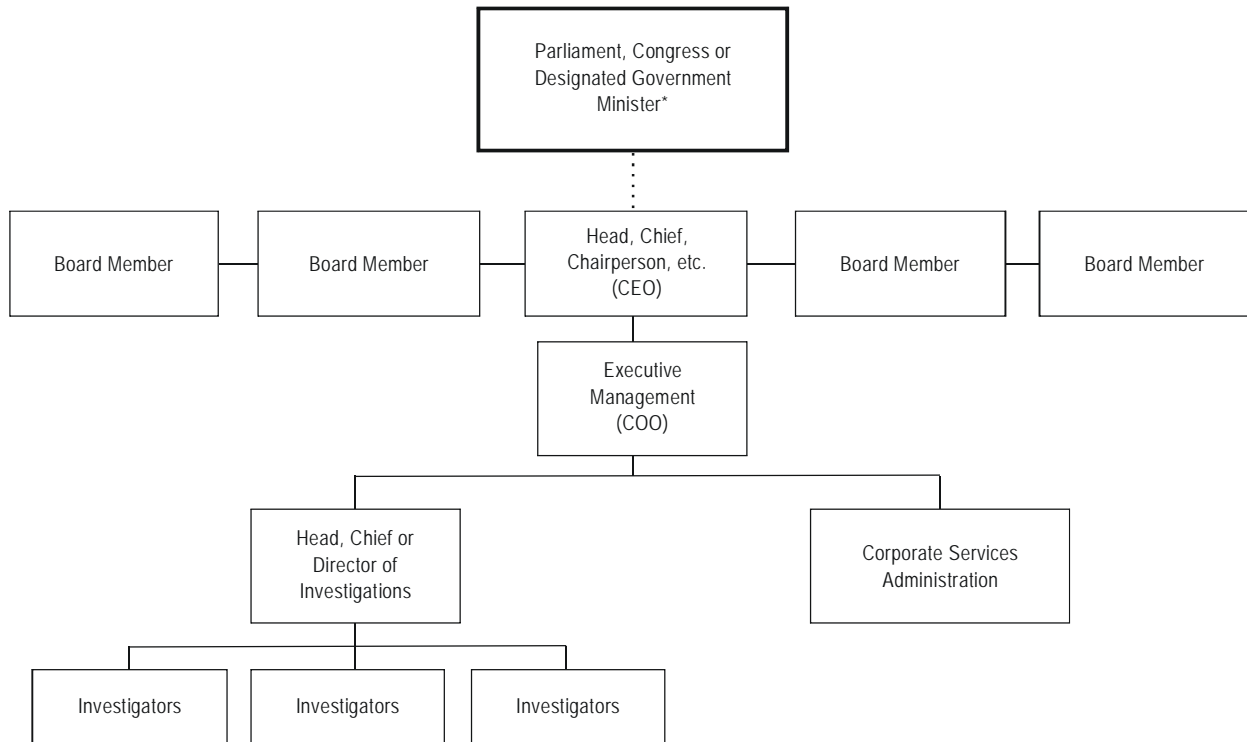 Parliament, Congress or
Designated Government
Minister*
Board Member
Board Member
Head, Chief,
Chairperson, etc.
(CEO)
Board Member
Board Member
Executive
Management
(COO)
Head, Chief or
Director of
Investigations
Corporate Services
Administration
Investigators
Investigators
Investigators